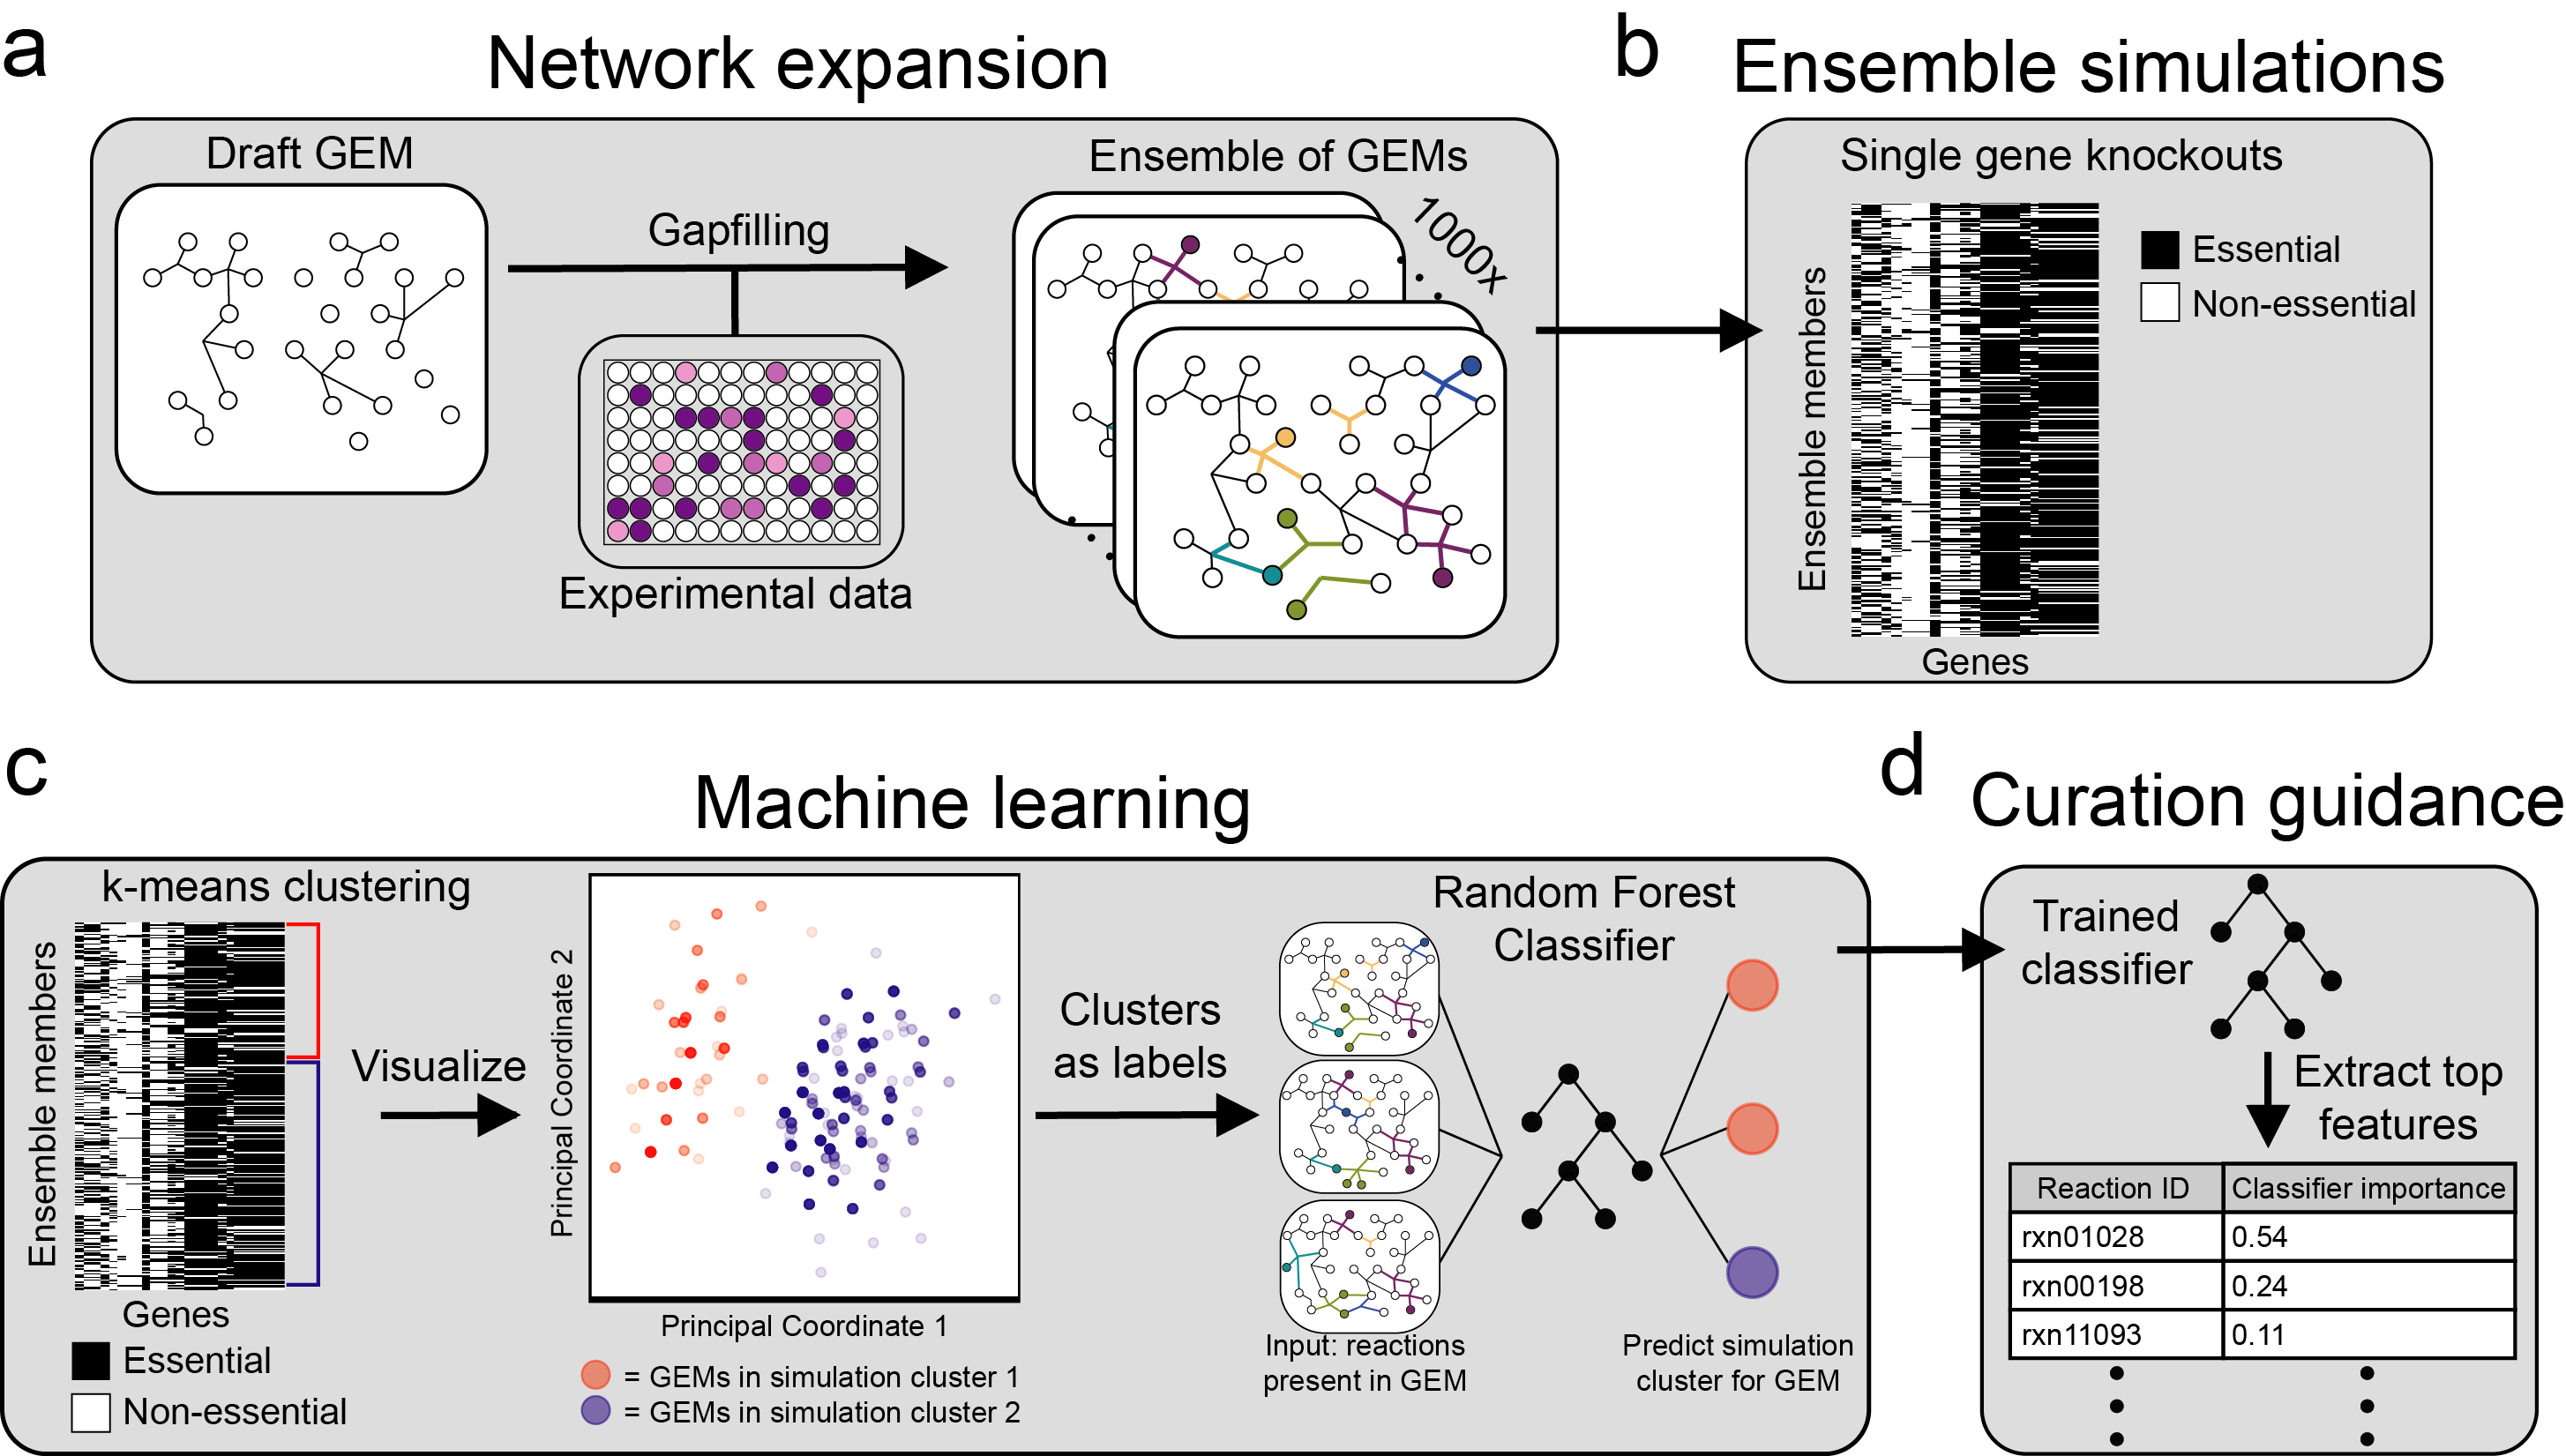 a
Network expansion
Draft GEM
Gapfilling
Experimental data
Ensemble of GEMs
1000x
b
Ensemble simulations
Single gene knockouts
Ensemble members
Genes
Essential
Non-essential
c
Machine learning
k-means clustering
Ensemble members
Genes
Essential
Non-essential
Visualize
Principal Coordinate 2
Principal Coordinate 1
= GEMs in simulation cluster 1
= GEMs in simulation cluster 2
Clusters
as labels
Random Forest
Classifier
Input: reactions
present in GEM
Predict simulation
cluster for GEM
d
Curation guidance
Trained
classifier
Extract top
features
Reaction ID Classifier importance
rxn01028 0.54
rxn00198 0.24
rxn11093 0.11